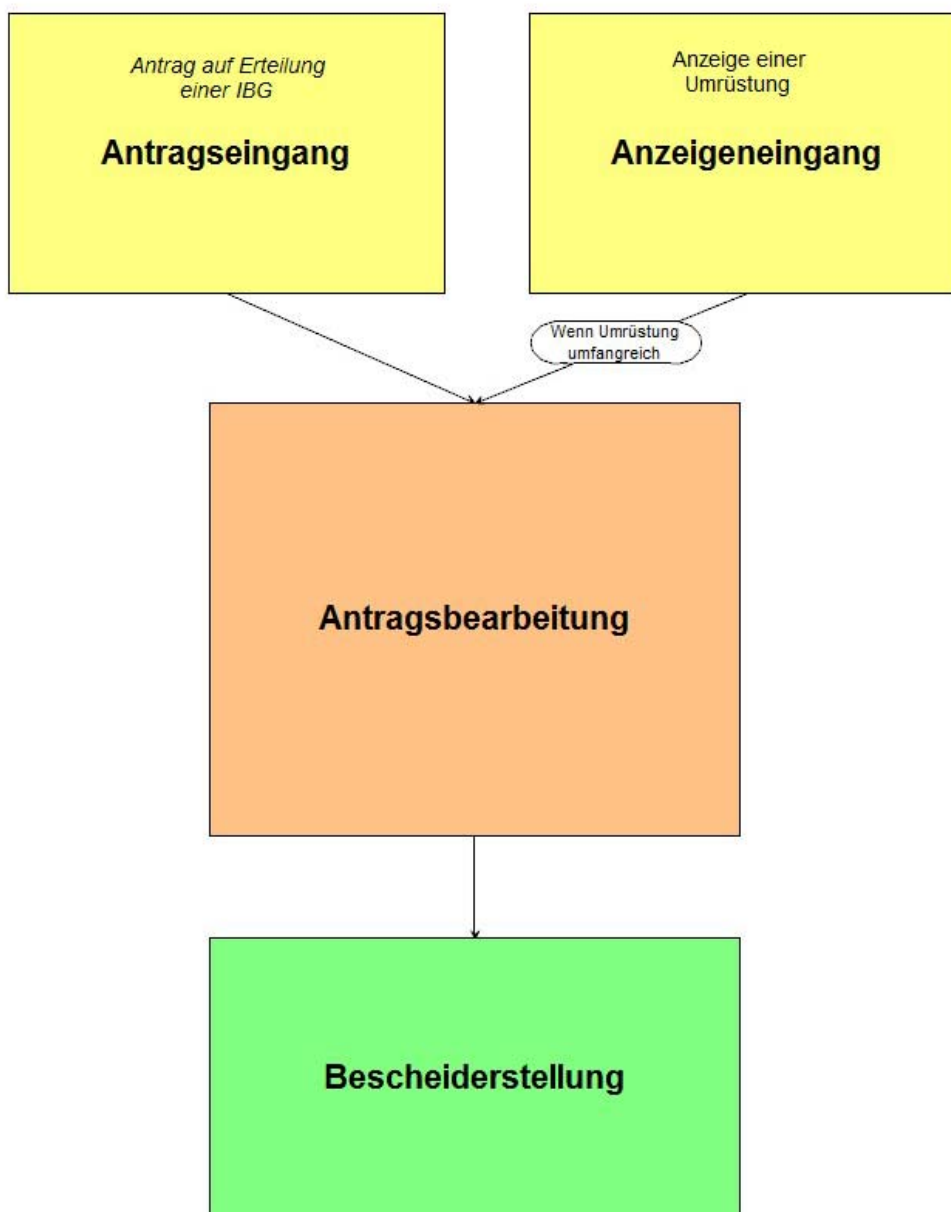 Antrag auf Erteilung
einer IBG
Antragseingang
Anzeige einer
Umrüstung
Anzeigeneingang
Wenn Umrüstung
umfangreich
Antragsbearbeitung
Bescheiderstellung